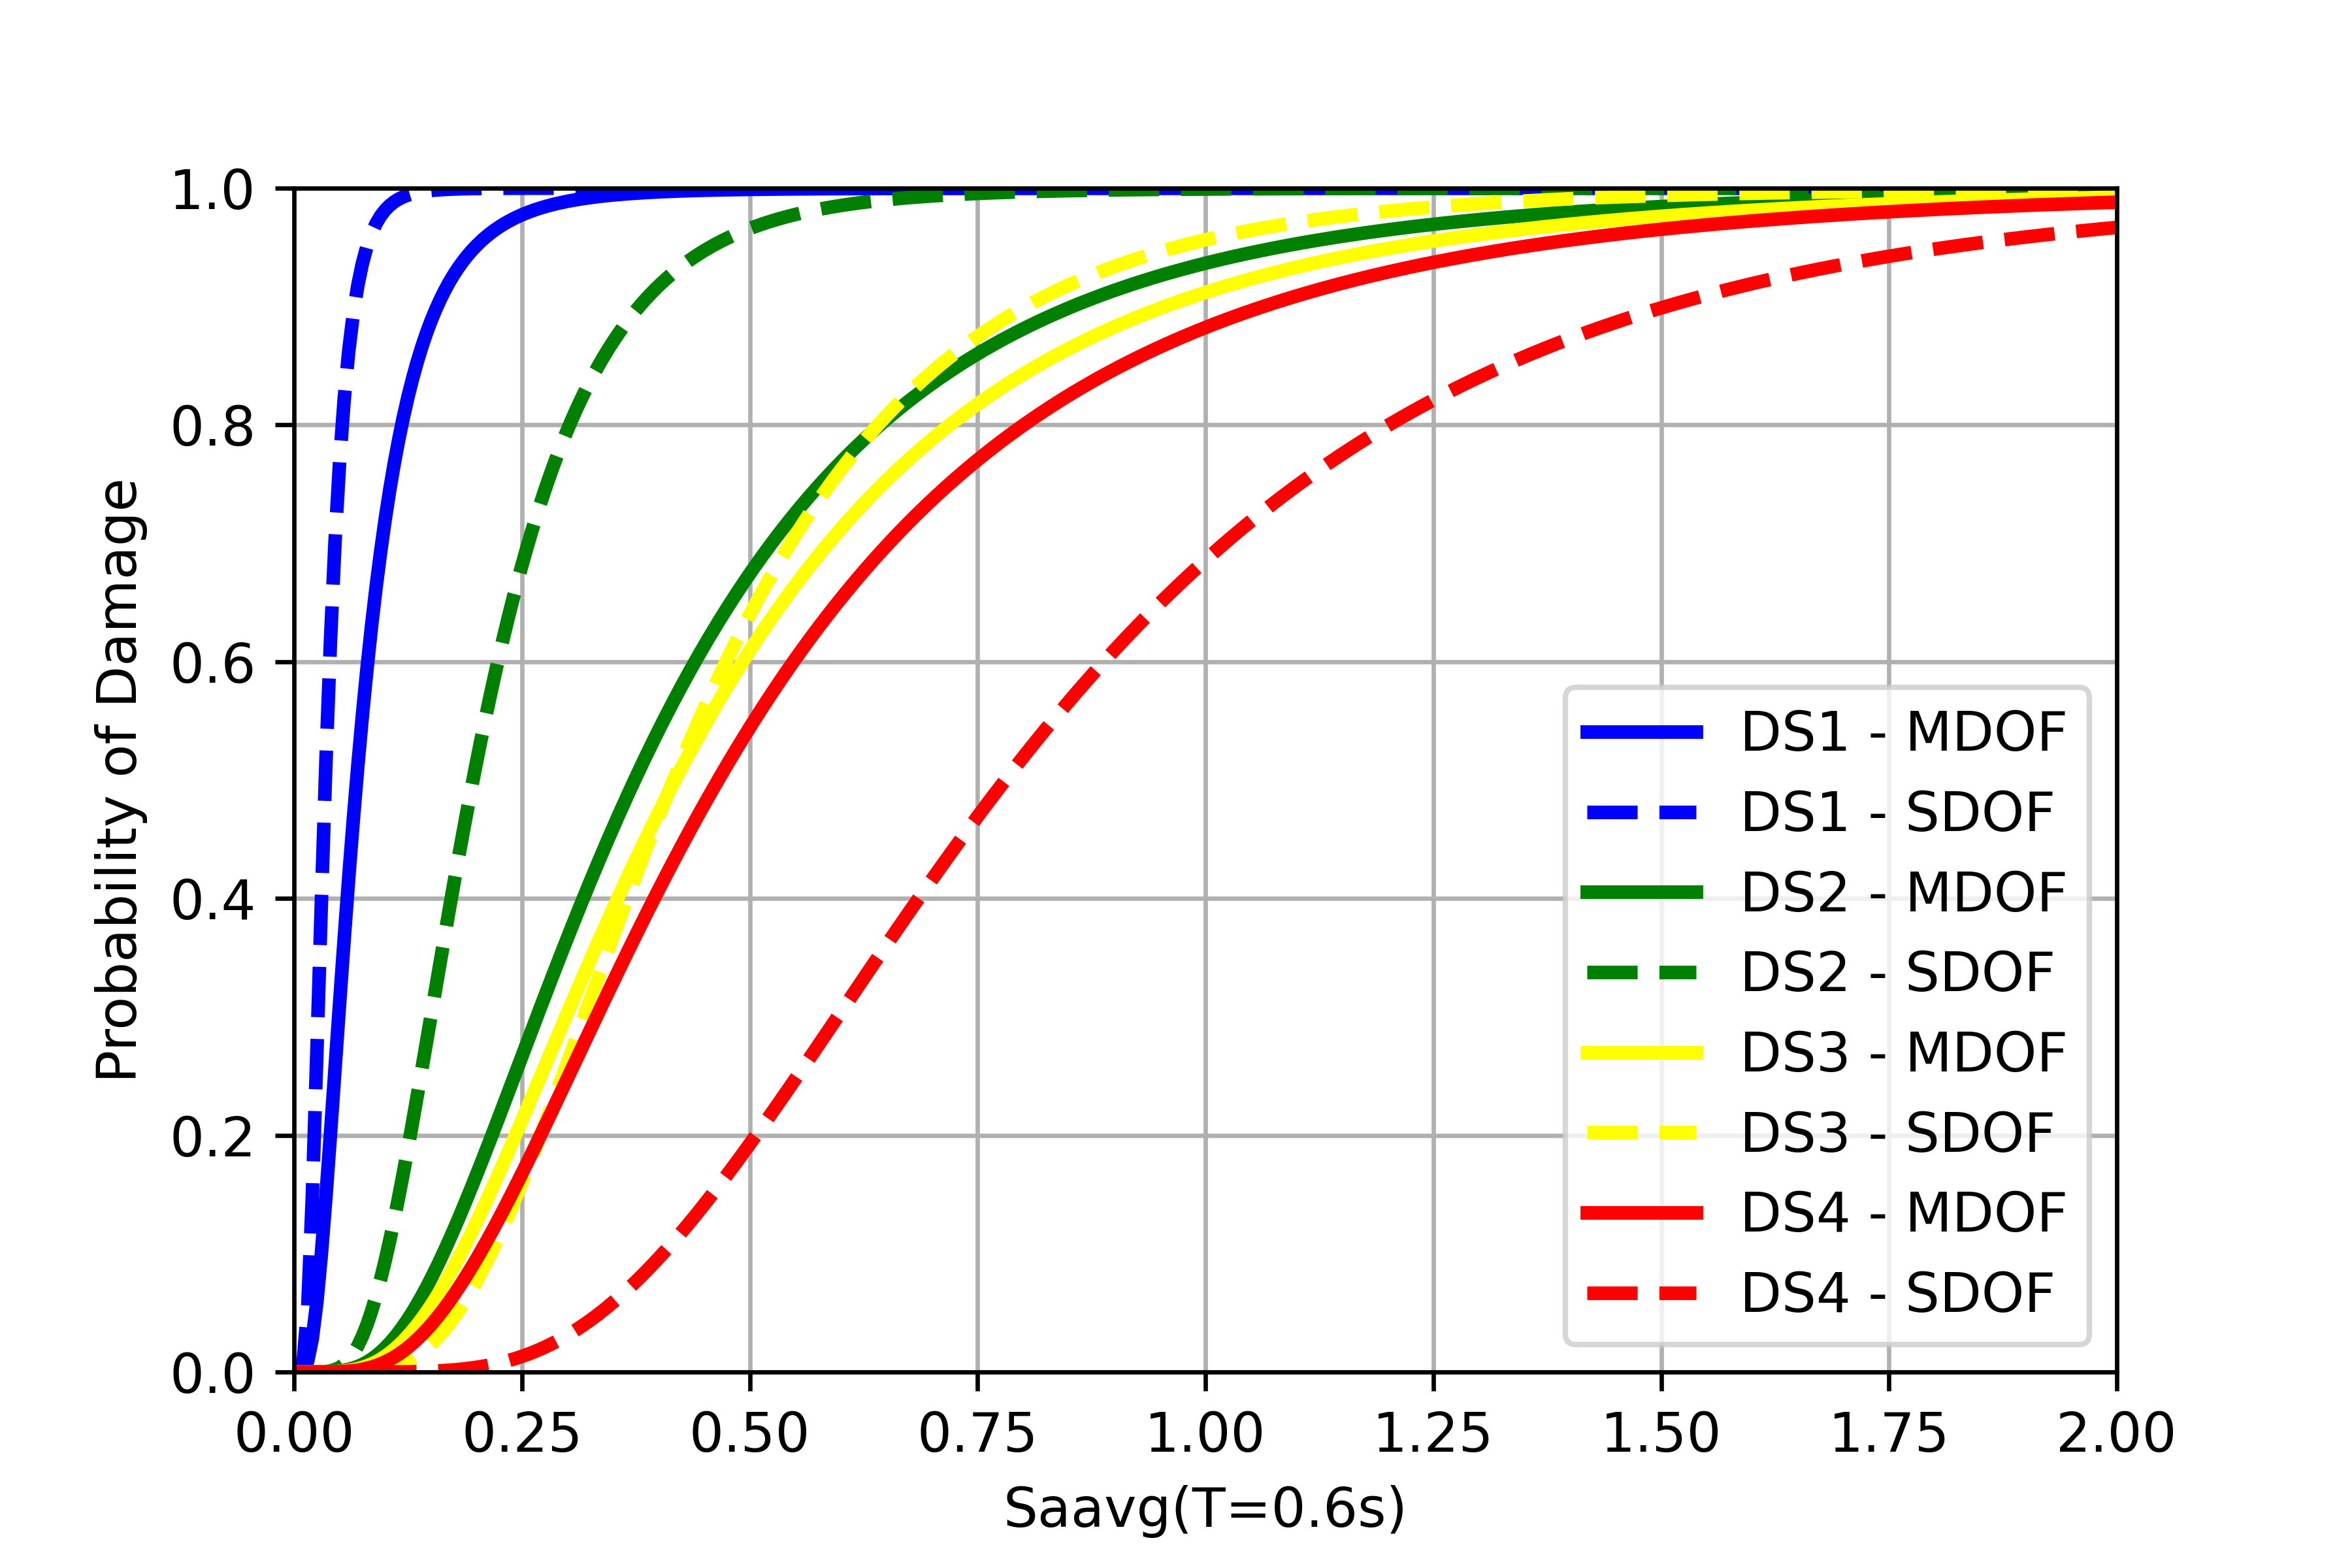 1.0
0.8
0.6
0.4
0.2
0.0
Probability of Damage
0.00 0.25 0.50 0.75 1.00 1.25 1.50 1.75 2.00
Saavg(T=0.6s)
DS1 - MDOF
DS1 - SDOF
DS2 - MDOF
DS2 - SDOF
DS3 - MDOF
DS3 - SDOF
DS4 - MDOF
DS4 - SDOF